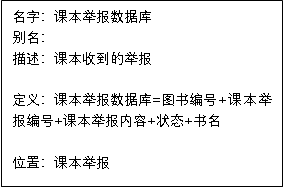 名字：课本举报数据库
别名：
描述：课本收到的举报
定义：课本举报数据库=图书编号+课本举
报编号+课本举报内容+状态+书名
位置：课本举报